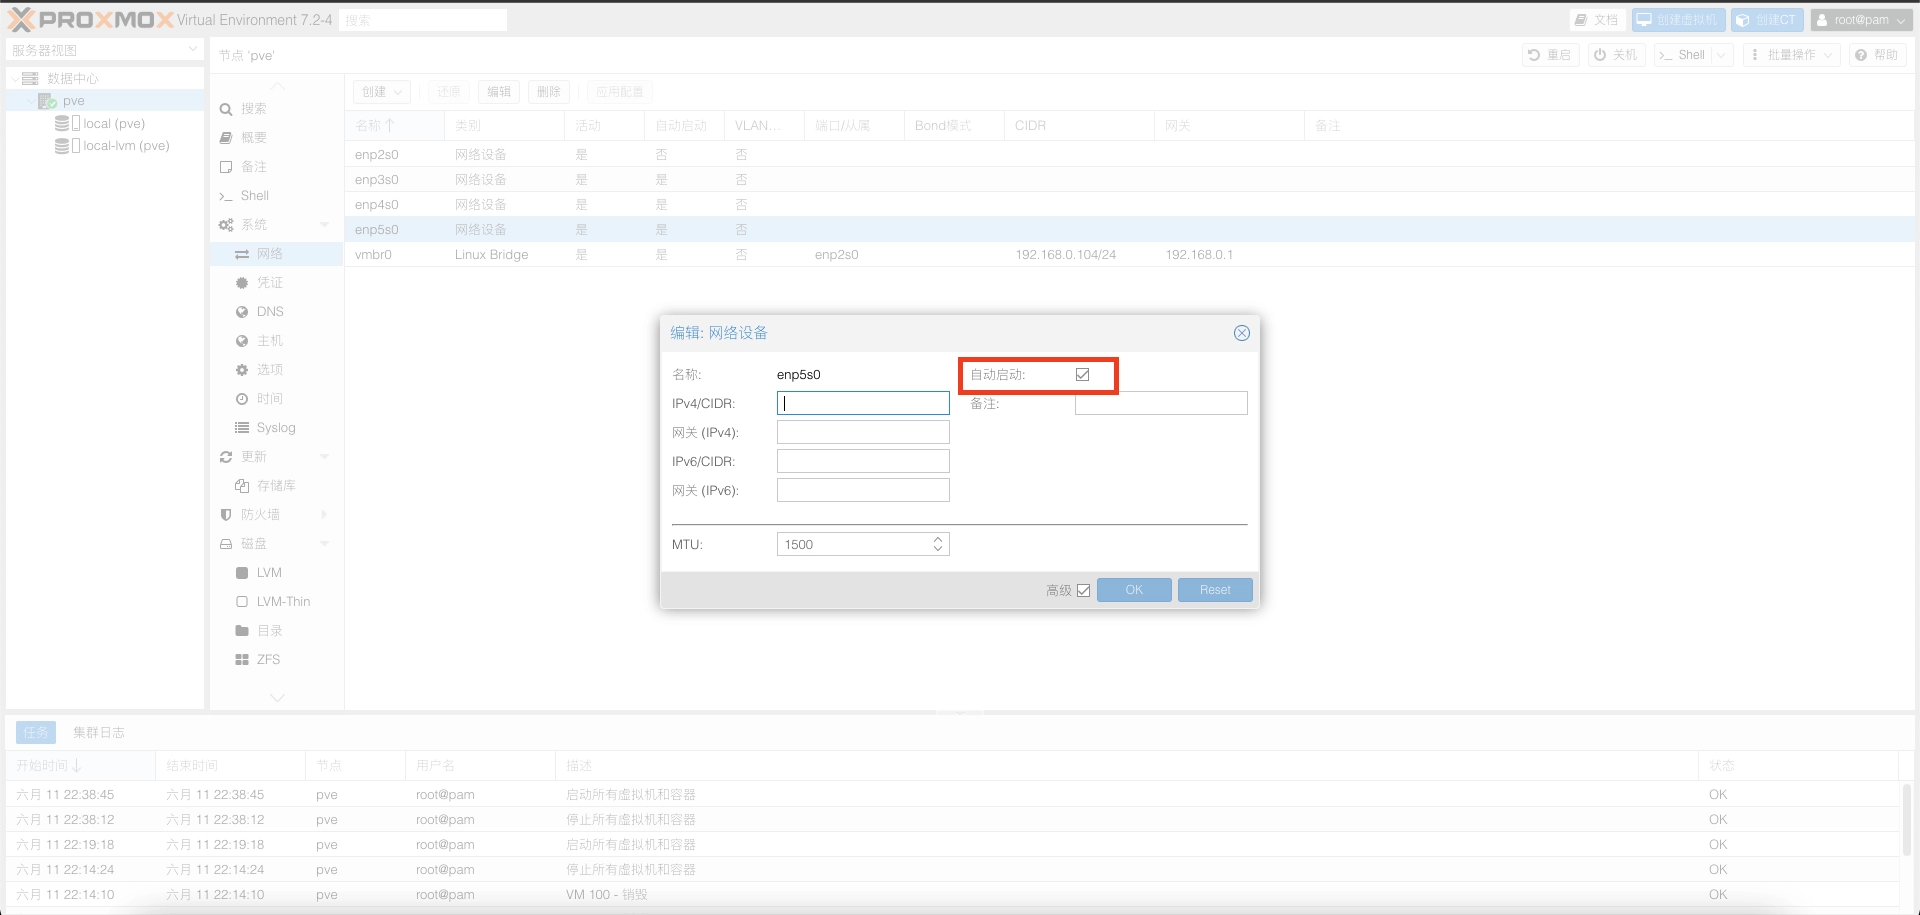 PROXMOX Virtual Environment 7.2-4 搜索 文档 创建虚拟机 创建CT root@pam
服务器视图
节点 'pve' 重启 关机 Shell 批量操作 帮助
数据中心
pve
local (pve)
local-lvm (pve)
搜索
概要
备注
Shell
系统
网络
凭证
DNS
主机
选项
时间
Syslog
更新
存储库
防火墙
磁盘
LVM
LVM-Thin
目录
ZFS
创建 还原 编辑 删除 应用配置
名称 类别 活动 自动启动 VLAN... 端口/从属 Bond模式 CIDR 网关 备注
enp2s0 网络设备 是 否 否
enp3s0 网络设备 是 是 否
enp4s0 网络设备 是 是 否
enp5s0 网络设备 是 是 否
vmbr0 Linux Bridge 是 是 否 enp2s0 192.168.0.104/24 192.168.0.1
编辑: 网络设备
名称: enp5s0 自动启动:
IPv4/CIDR: 备注:
网关 (IPv4):
IPv6/CIDR:
网关 (IPv6):
MTU: 1500
高级 OK Reset
任务 集群日志
开始时间 结束时间 节点 用户名 描述 状态
六月 11 22:38:45 六月 11 22:38:45 pve root@pam 启动所有虚拟机和容器 OK
六月 11 22:38:12 六月 11 22:38:12 pve root@pam 停止所有虚拟机和容器 OK
六月 11 22:19:18 六月 11 22:19:18 pve root@pam 启动所有虚拟机和容器 OK
六月 11 22:14:24 六月 11 22:14:24 pve root@pam 停止所有虚拟机和容器 OK
六月 11 22:14:10 六月 11 22:14:10 pve root@pam VM 100 - 销毁 OK